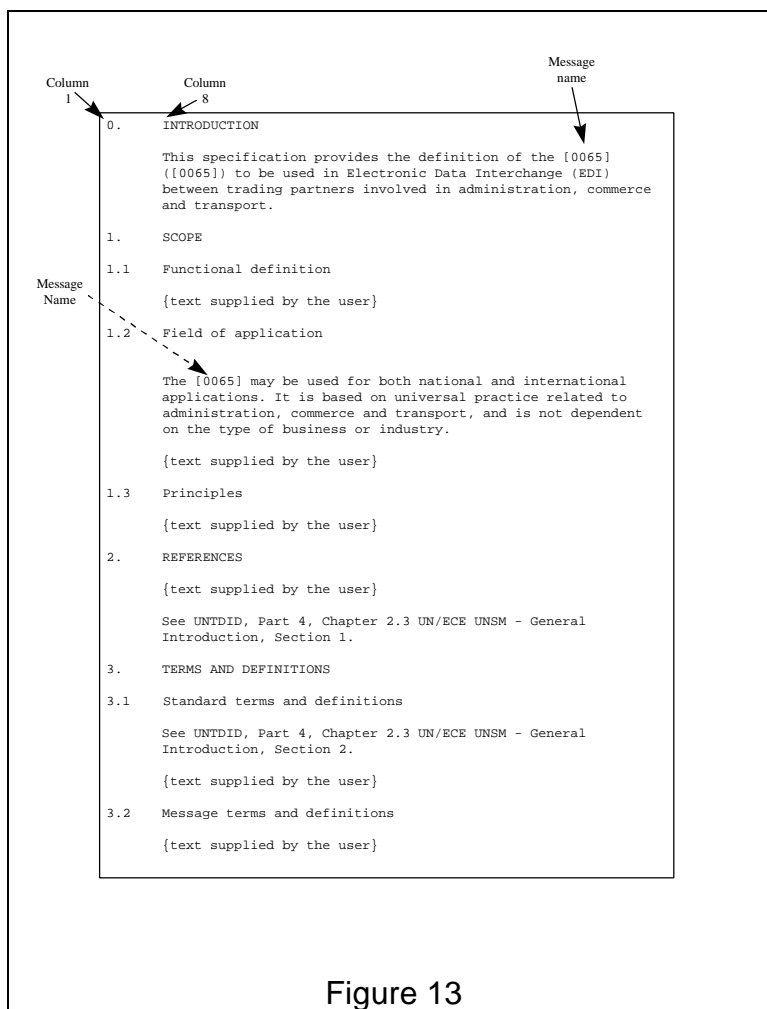 Message
name
Column
1
Column
8
0. INTRODUCTION
This specification provides the definition of the [0065]
([0065]) to be used in Electronic Data Interchange (EDI)
between trading partners involved in administration, commerce
and transport.
1. SCOPE
1.1 Functional definition
{text supplied by the user}
Message
Name
1.2 Field of application
The [0065] may be used for both national and international
applications. It is based on universal practice related to
administration, commerce and transport, and is not dependent
on the type of business or industry.
{text supplied by the user}
1.3 Principles
{text supplied by the user}
2. REFERENCES
{text supplied by the user}
See UNTDID, Part 4, Chapter 2.3 UN/ECE UNSM - General
Introduction, Section 1.
3. TERMS AND DEFINITIONS
3.1 Standard terms and definitions
See UNTDID, Part 4, Chapter 2.3 UN/ECE UNSM - General
Introduction, Section 2.
{text supplied by the user}
3.2 Message terms and definitions
{text supplied by the user}
Figure 13